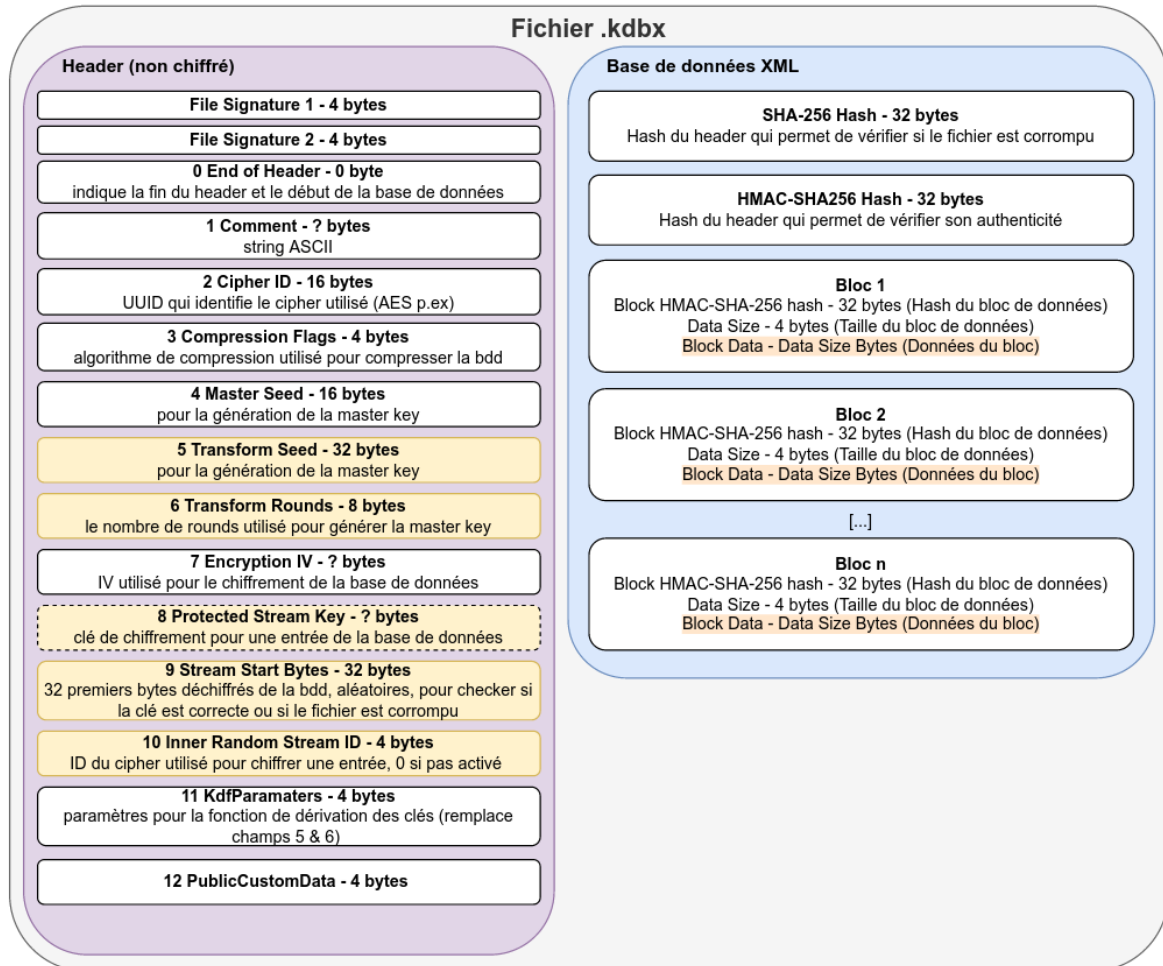 Fichier .kdbx
Header (non chiffré)
File Signature 1 - 4 bytes
File Signature 2 - 4 bytes
0 End of Header - 0 byte
indique la fin du header et le début de la base de données
1 Comment - ? bytes
string ASCII
2 Cipher ID - 16 bytes
UUID qui identifie le cipher utilisé (AES p.ex)
3 Compression Flags - 4 bytes
algorithme de compression utilisé pour compresser la bdd
4 Master Seed - 16 bytes
pour la génération de la master key
5 Transform Seed - 32 bytes
pour la génération de la master key
6 Transform Rounds - 8 bytes
le nombre de rounds utilisé pour générer la master key
7 Encryption IV - ? bytes
IV utilisé pour le chiffrement de la base de données
8 Protected Stream Key - ? bytes
clé de chiffrement pour une entrée de la base de données
9 Stream Start Bytes - 32 bytes
32 premiers bytes déchiffrés de la bdd, aléatoires, pour checker si
la clé est correcte ou si le fichier est corrompu
10 Inner Random Stream ID - 4 bytes
ID du cipher utilisé pour chiffrer une entrée, 0 si pas activé
11 KdfParamaters - 4 bytes
paramètres pour la fonction de dérivation des clés (remplace
champs 5 & 6)
12 PublicCustomData - 4 bytes
Base de données XML
SHA-256 Hash - 32 bytes
Hash du header qui permet de vérifier si le fichier est corrompu
HMAC-SHA256 Hash - 32 bytes
Hash du header qui permet de vérifier son authenticité
Bloc 1
Block HMAC-SHA-256 hash - 32 bytes (Hash du bloc de données)
Data Size - 4 bytes (Taille du bloc de données)
Block Data - Data Size Bytes (Données du bloc)
Bloc 2
Block HMAC-SHA-256 hash - 32 bytes (Hash du bloc de données)
Data Size - 4 bytes (Taille du bloc de données)
Block Data - Data Size Bytes (Données du bloc)
[...]
Bloc n
Block HMAC-SHA-256 hash - 32 bytes (Hash du bloc de données)
Data Size - 4 bytes (Taille du bloc de données)
Block Data - Data Size Bytes (Données du bloc)